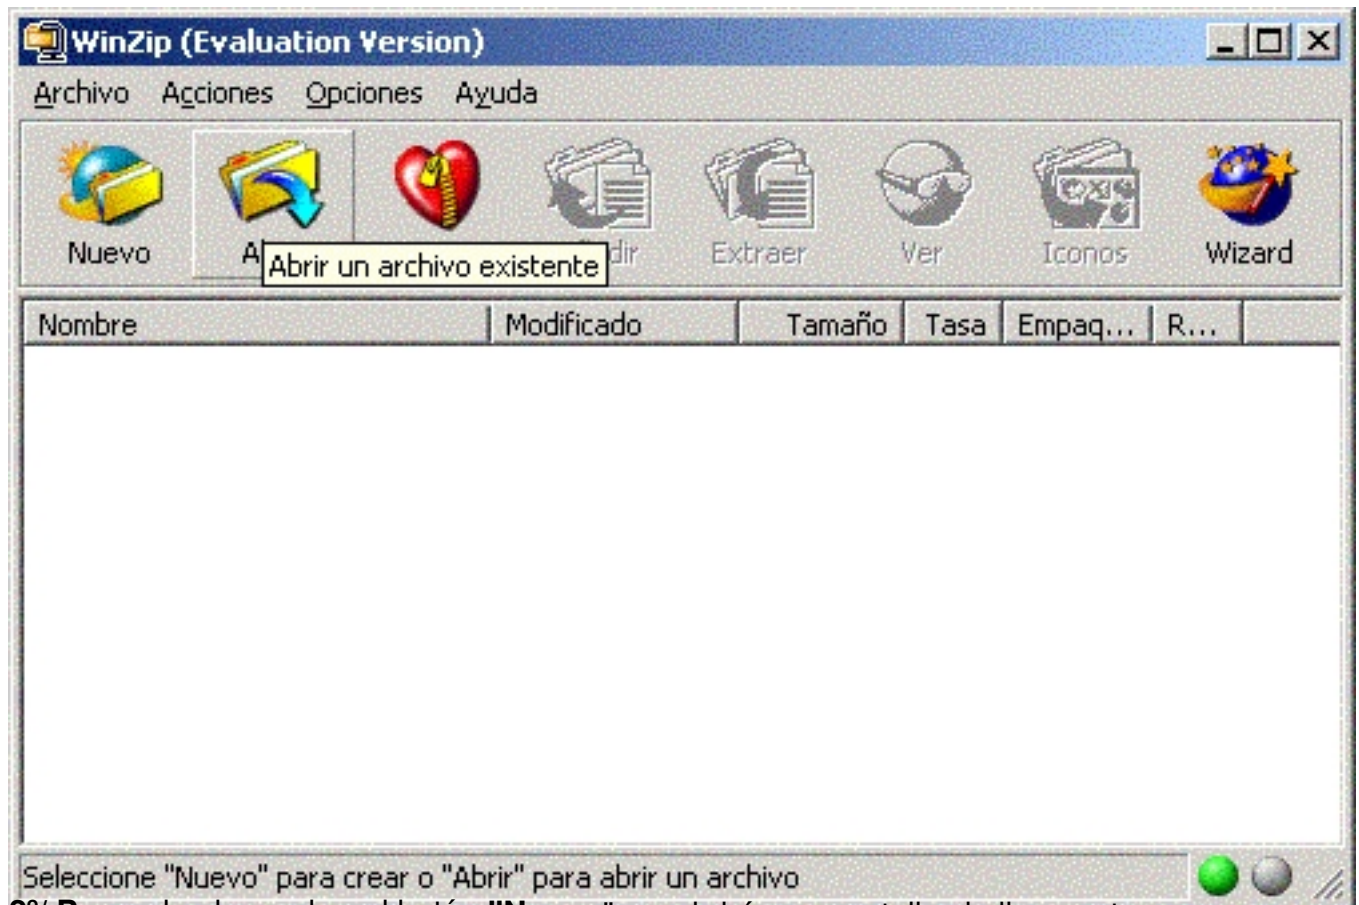 WinZip (Evaluation Version)
Archivo Acciones Opciones Ayuda
Nuevo Extraer Ver Iconos Wizard
Abrir un archivo existente
Nombre Modificado Tamaño Tasa Empaq... R...
Seleccione "Nuevo" para crear o "Abrir" para abrir un archivo